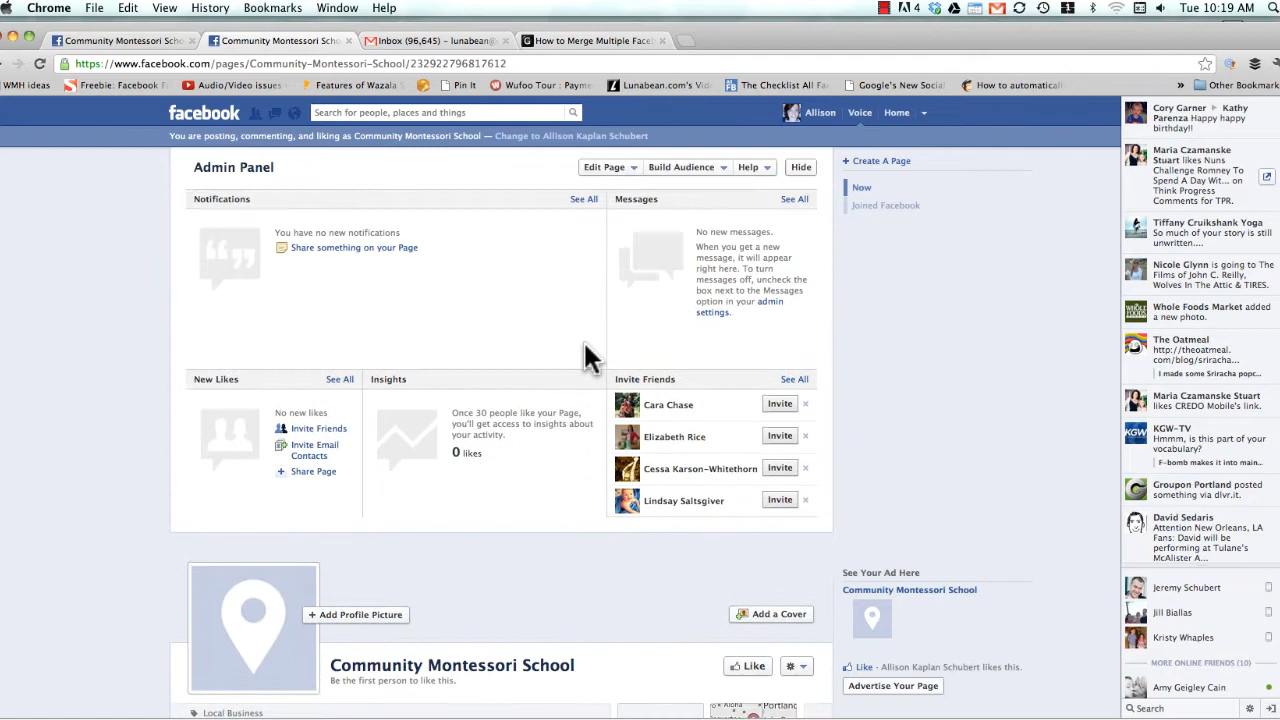 Chrome File Edit View History Bookmarks Window Help
4
Tue 10:19 AM
Community Montessori Scho
Community Montessori Scho
Inbox (96,645) – lunabean@
How to Merge Multiple Face
https://www.facebook.com/pages/Community-Montessori-School/232922796817612
WMH ideas
Freebie: Facebook F
Audio/Video issues -
Features of Wazala S
Pin It
Wufoo Tour : Payme
Lunabean.com's Vid
The Checklist All Fa
Google's New Social
How to automatically
»
Other Bookmark
facebook
Search for people, places and things
Allison
Voice
Home
You are posting, commenting, and liking as Community Montessori School — Change to Allison Kaplan Schubert
Admin Panel
Edit Page
Build Audience
Help
Hide
Notifications
See All
You have no new notifications
Share something on your Page
Messages
See All
No new messages.
When you get a new
message, it will appear
right here. To turn
messages off, uncheck the
box next to the Messages
option in your admin
settings.
New Likes
See All
No new likes
Invite Friends
Invite Email
Contacts
+ Share Page
Insights
Once 30 people like your Page,
you'll get access to insights about
your activity.
0 likes
Invite Friends
See All
Cara Chase
Invite
Elizabeth Rice
Invite
Cessa Karson-Whitethorn
Invite
Lindsay Saltsgiver
Invite
+ Add Profile Picture
Add a Cover
Community Montessori School
Be the first person to like this.
Like
Local Business
Portland
+ Create A Page
Now
Joined Facebook
See Your Ad Here
Community Montessori School
Like · Allison Kaplan Schubert likes this.
Advertise Your Page
Cory Garner ▸ Kathy
Parenza Happy happy
birthday!!
Maria Czamanske
Stuart likes Nuns
Challenge Romney To
Spend A Day Wit... on
Think Progress
Comments for TPR.
Tiffany Cruikshank Yoga
So much of your story is still
unwritten....
Nicole Glynn is going to The
Films of John C. Reilly,
Wolves In The Attic & TIRES.
Whole Foods Market added
a new photo.
The Oatmeal
http://theoatmeal
.com/blog/sriracha...
I made some Sriracha popc...
Maria Czamanske Stuart
likes CREDO Mobile's link.
KGW-TV
Hmmm, is this part of your
vocabulary?
F-bomb makes it into main...
Groupon Portland posted
something via dlvr.it.
David Sedaris
Attention New Orleans, LA
Fans: David will be
performing at Tulane's
McAlister A...
Jeremy Schubert
Jill Biallas
Kristy Whaples
MORE ONLINE FRIENDS (10)
Amy Geigley Cain
Search